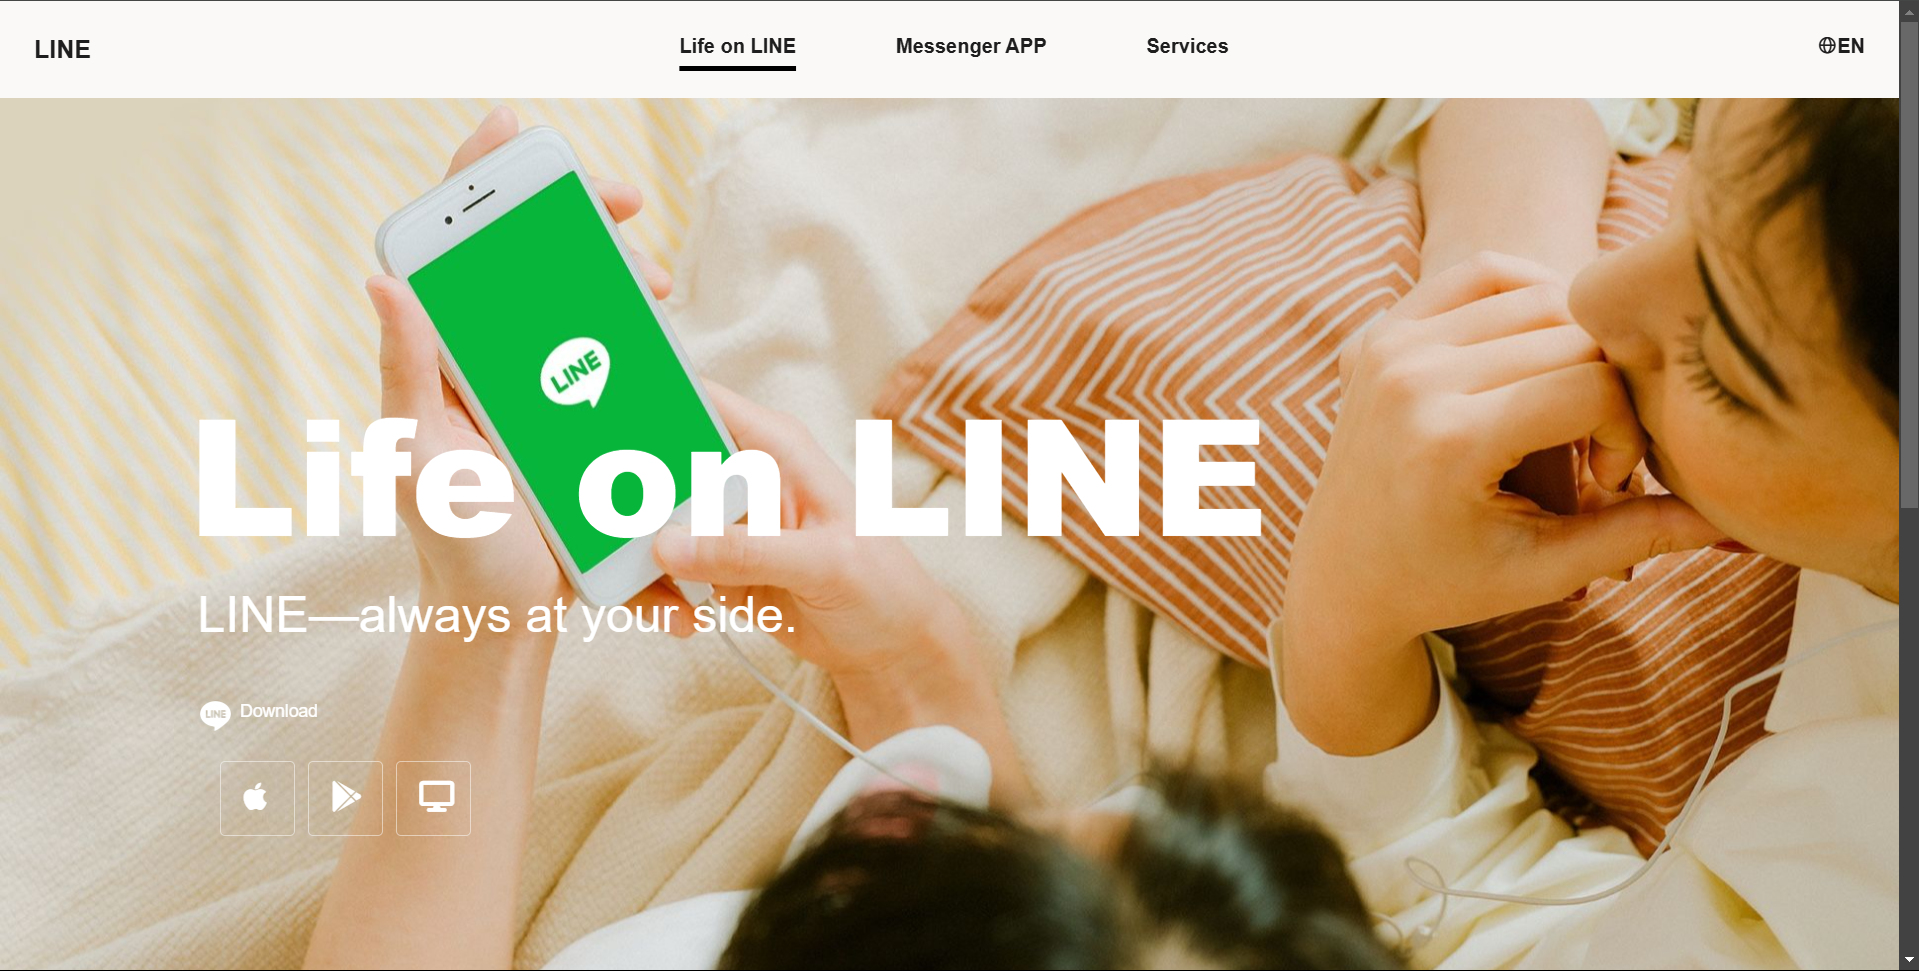 LINE
Life on LINE
Messenger APP
Services
EN
LINE
Life on LINE
LINE—always at your side.
LINE
Download